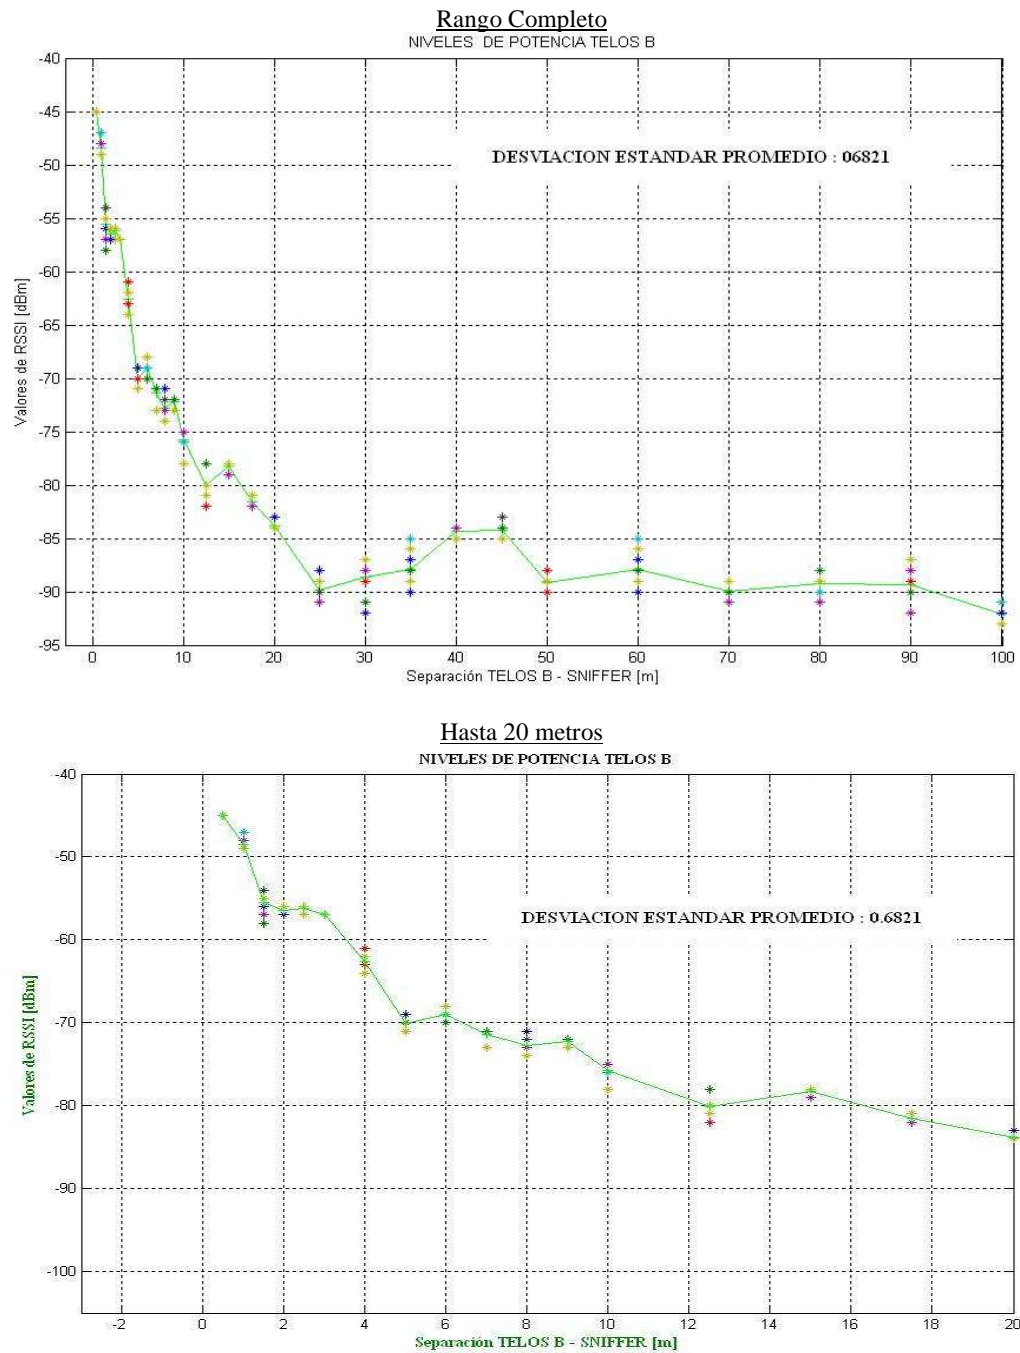 Rango Completo
NIVELES DE POTENCIA TELOS B
-40
-45
-50
-55
-60
-65
-70
-75
-80
-85
-90
-95
Valores de RSSI [dBm]
DESVIACION ESTANDAR PROMEDIO : 06821
0 10 20 30 40 50 60 70 80 90 100
Separación TELOS B - SNIFFER [m]
Hasta 20 metros
NIVELES DE POTENCIA TELOS B
-40
-50
-60
-70
-80
-90
-100
Valores de RSSI [dBm]
DESVIACION ESTANDAR PROMEDIO : 0.6821
-2 0 2 4 6 8 10 12 14 16 18 20
Separación TELOS B - SNIFFER [m]